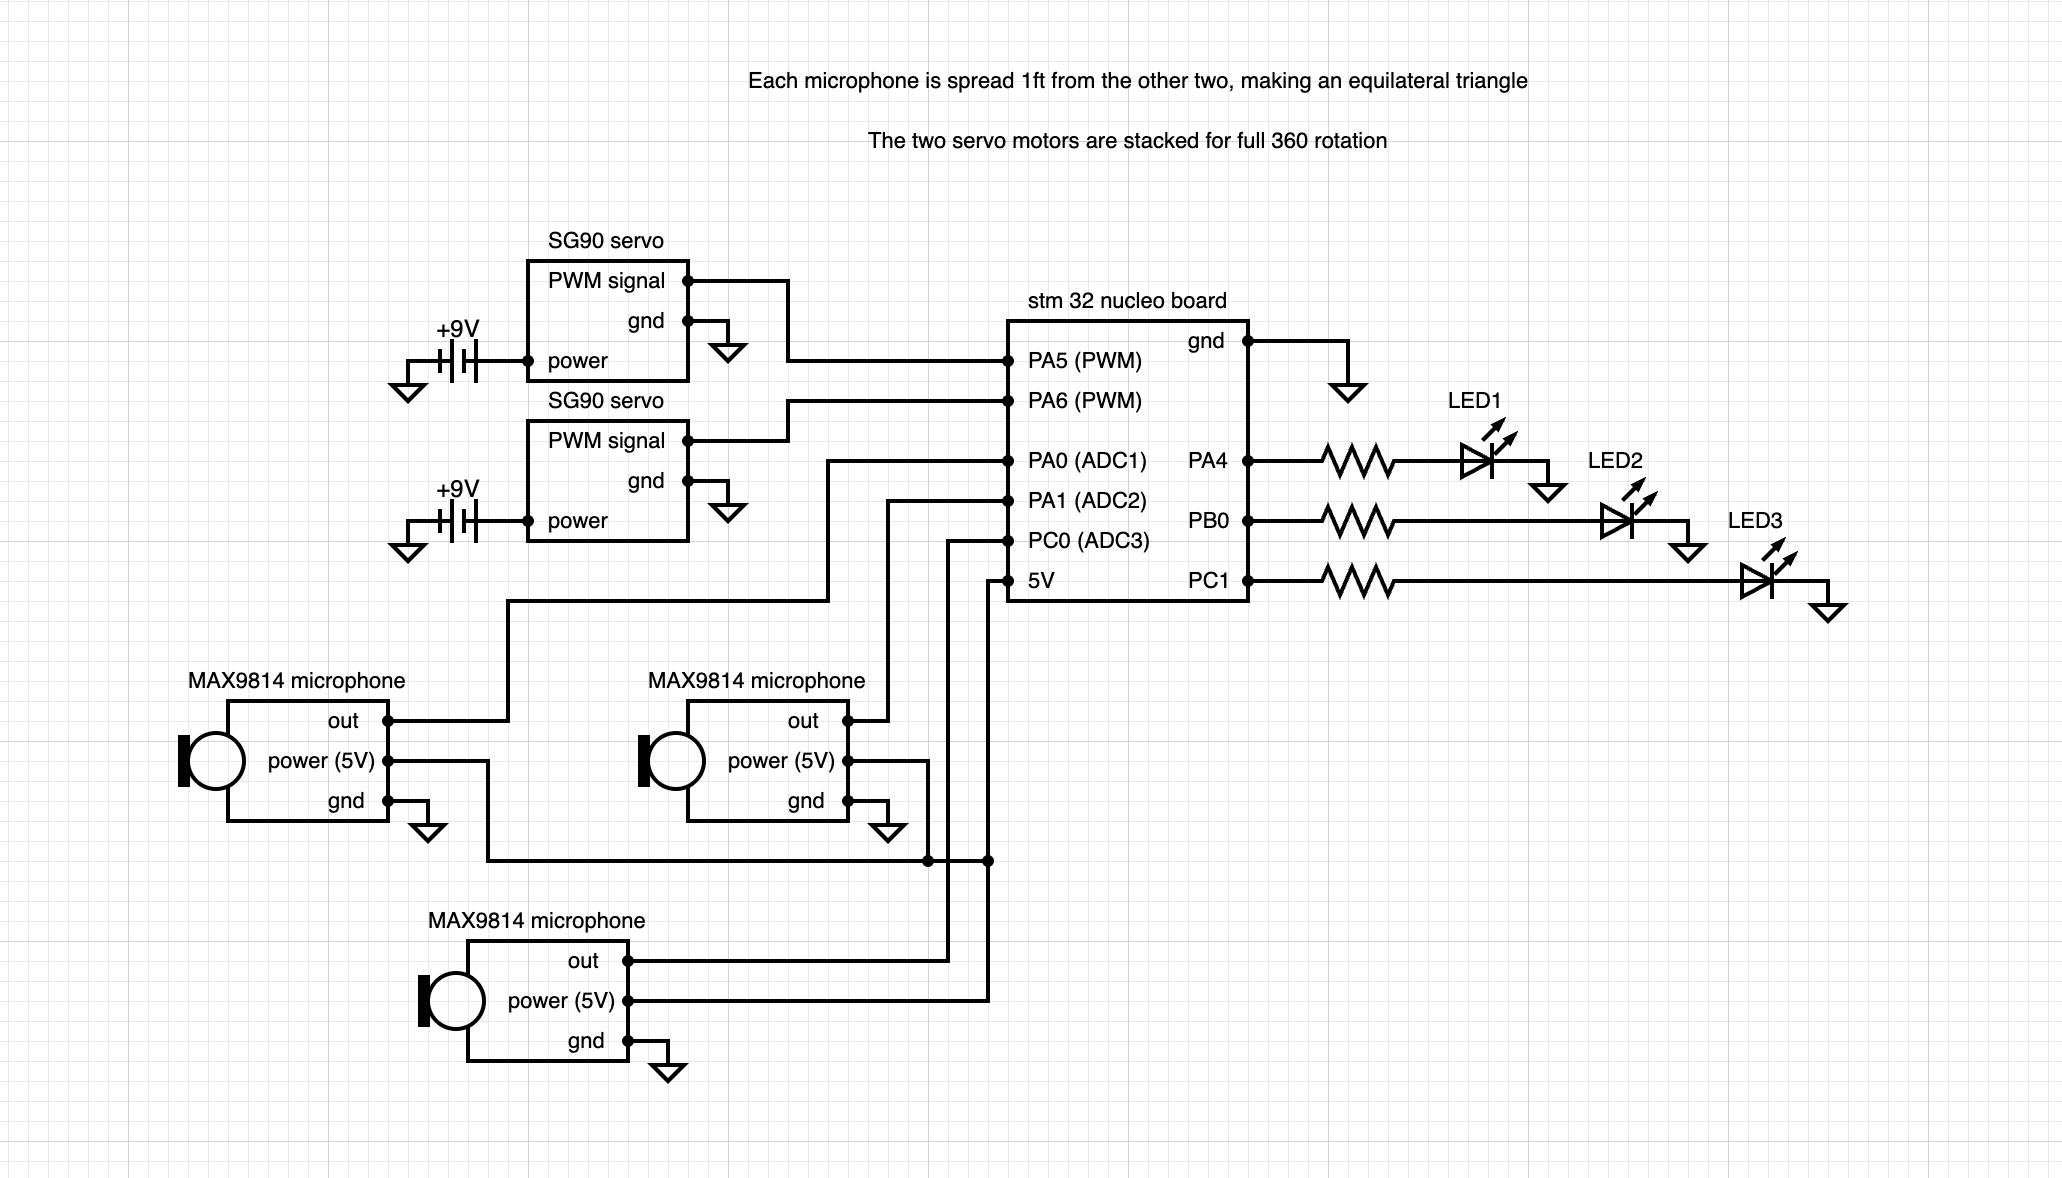 Each microphone is spread 1ft from the other two, making an equilateral triangle
The two servo motors are stacked for full 360 rotation
SG90 servo
PWM signal
gnd
power
+9V
SG90 servo
PWM signal
gnd
power
+9V
stm 32 nucleo board
gnd
PA5 (PWM)
PA6 (PWM)
PA0 (ADC1)
PA4
PA1 (ADC2)
PB0
PC0 (ADC3)
5V
PC1
LED1
LED2
LED3
MAX9814 microphone
out
power (5V)
gnd
MAX9814 microphone
out
power (5V)
gnd
MAX9814 microphone
out
power (5V)
gnd